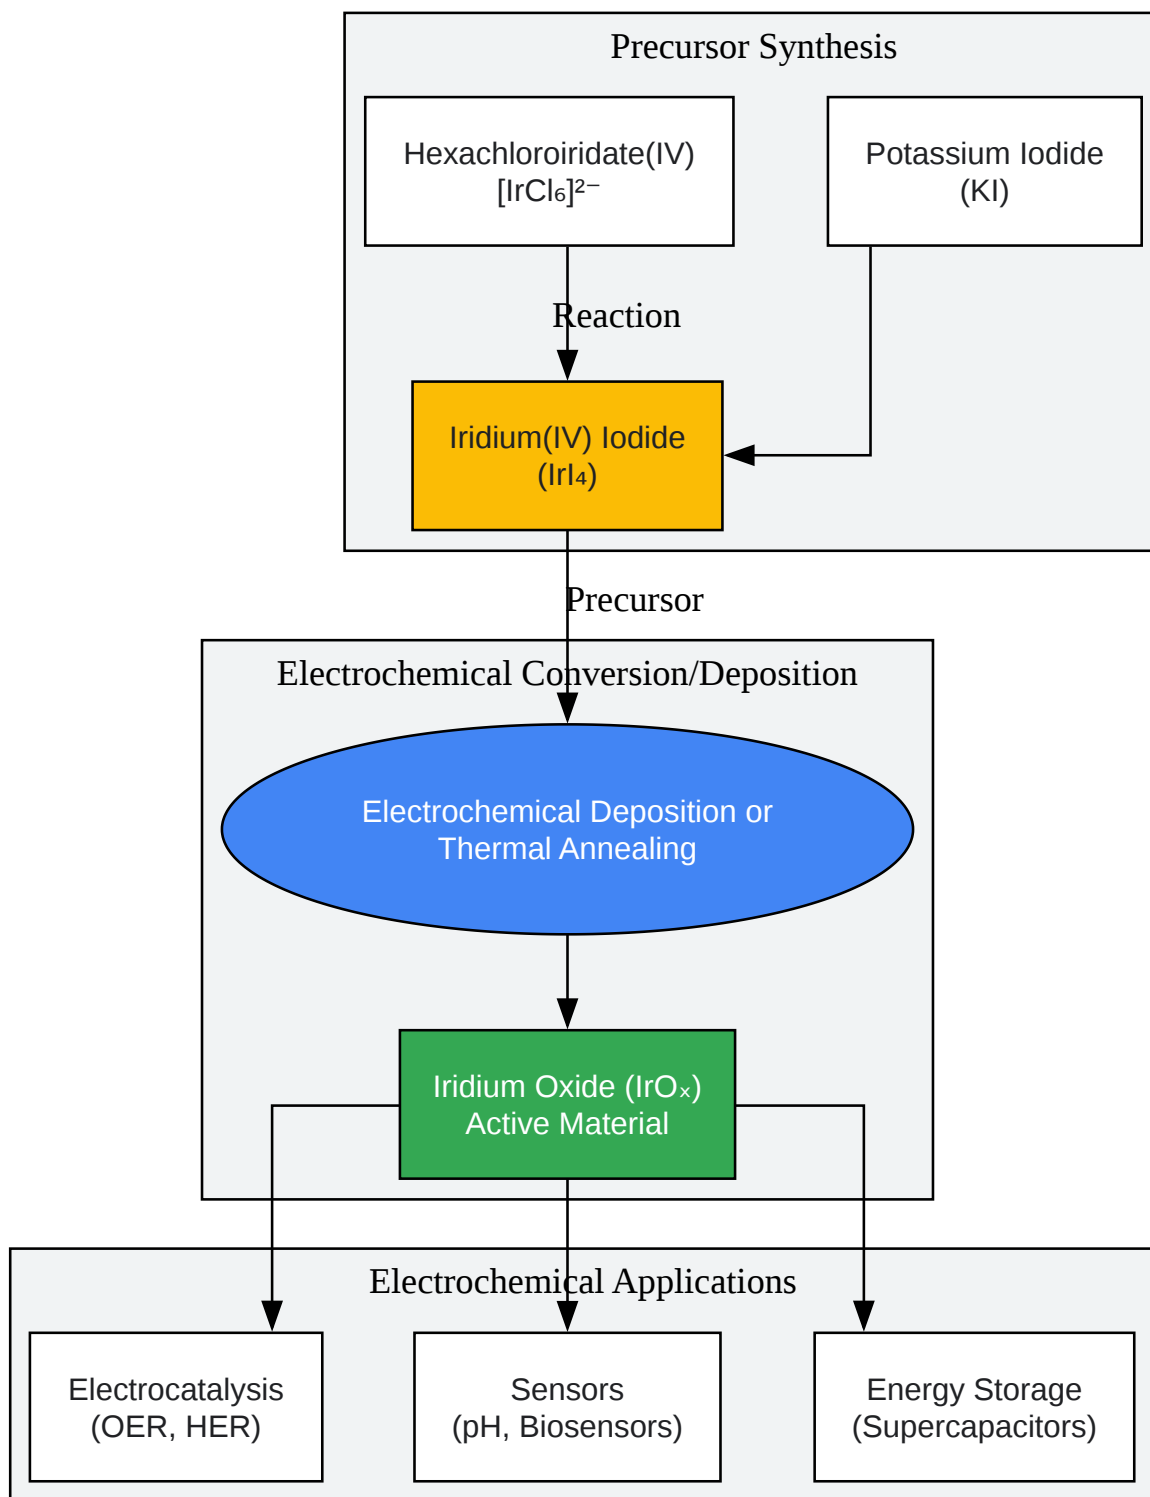 Precursor Synthesis
Hexachloroiridate(IV)
[IrCl₆]²⁻
Potassium Iodide
(KI)
Reaction
Iridium(IV) Iodide
(IrI₄)
Precursor
Electrochemical Conversion/Deposition
Electrochemical Deposition or
Thermal Annealing
Iridium Oxide (IrOₓ)
Active Material
Electrochemical Applications
Electrocatalysis
(OER, HER)
Sensors
(pH, Biosensors)
Energy Storage
(Supercapacitors)